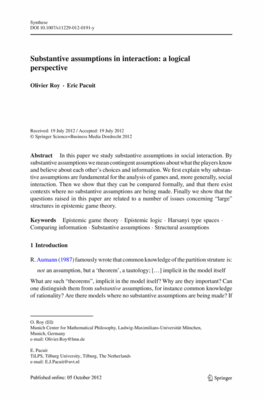 Synthese
DOI 10.1007/s11229-012-0191-y
Substantive assumptions in interaction: a logical
perspective
Olivier Roy · Eric Pacuit
Received: 19 July 2012 / Accepted: 19 July 2012
© Springer Science+Business Media Dordrecht 2012
Abstract In this paper we study substantive assumptions in social interaction. By
substantive assumptions we mean contingent assumptions about what the players know
and believe about each other's choices and information. We first explain why substan-
tive assumptions are fundamental for the analysis of games and, more generally, social
interaction. Then we show that they can be compared formally, and that there exist
contexts where no substantive assumptions are being made. Finally we show that the
questions raised in this paper are related to a number of issues concerning “large”
structures in epistemic game theory.
Keywords Epistemic game theory · Epistemic logic · Harsanyi type spaces ·
Comparing information · Substantive assumptions · Structural assumptions
1 Introduction
R. Aumann (1987) famously wrote that common knowledge of the partition struture is:
not an assumption, but a ‘theorem’, a tautology; […] implicit in the model itself
What are such “theorems”, implicit in the model itself? Why are they important? Can
one distinguish them from substantive assumptions, for instance common knowledge
of rationality? Are there models where no substantive assumptions are being made? If
O. Roy (✉)
Munich Center for Mathematical Philosophy, Ludwig-Maximilians-Universität München,
Munich, Germany
e-mail: Olivier.Roy@lmu.de
E. Pacuit
TiLPS, Tilburg University, Tilburg, The Netherlands
e-mail: E.J.Pacuit@uvt.nl
Published online: 05 October 2012